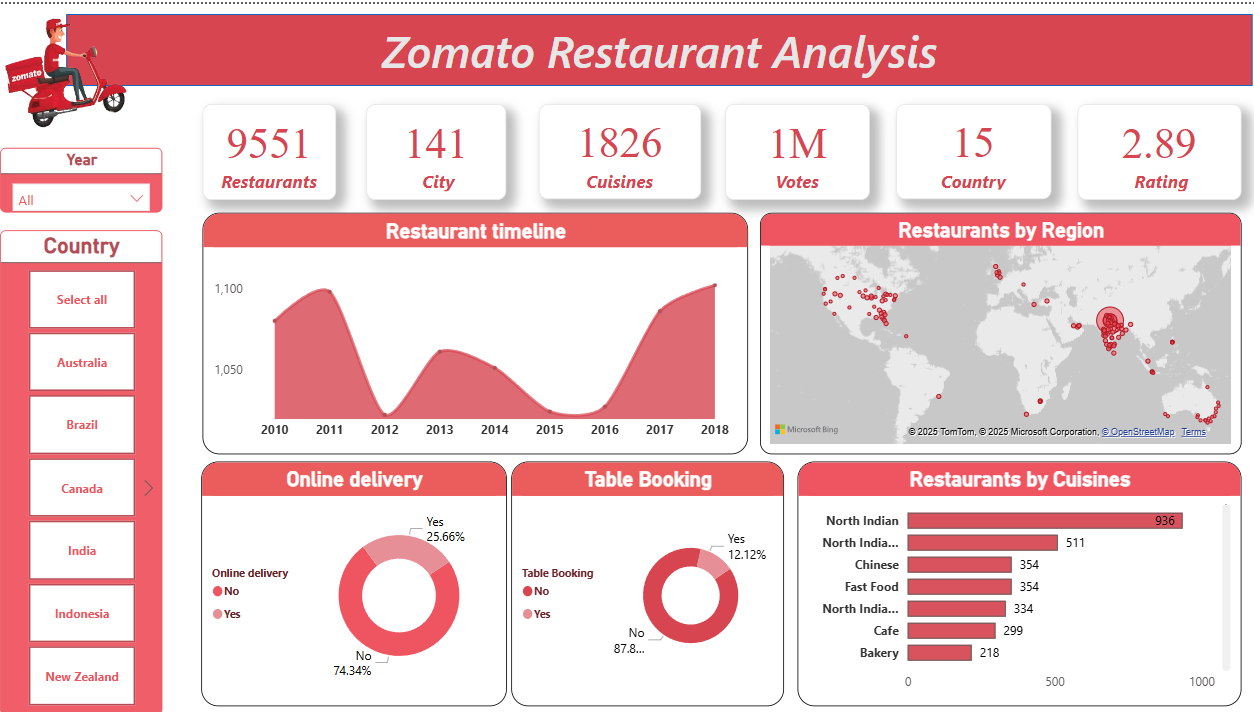 Zomato Restaurant Analysis
zomato
9551
Restaurants
141
City
1826
Cuisines
1M
Votes
15
Country
2.89
Rating
Year
All
Country
Select all
Australia
Brazil
Canada
India
Indonesia
New Zealand
Restaurant timeline
1,100
1,050
2010 2011 2012 2013 2014 2015 2016 2017 2018
Restaurants by Region
Microsoft Bing
© 2025 TomTom, © 2025 Microsoft Corporation, © OpenStreetMap Terms
Online delivery
Yes
25.66%
Online delivery
No
Yes
No
74.34%
Table Booking
Yes
12.12%
Table Booking
No
Yes
No
87.8...
Restaurants by Cuisines
North Indian 936
North India... 511
Chinese 354
Fast Food 354
North India... 334
Cafe 299
Bakery 218
0 500 1000